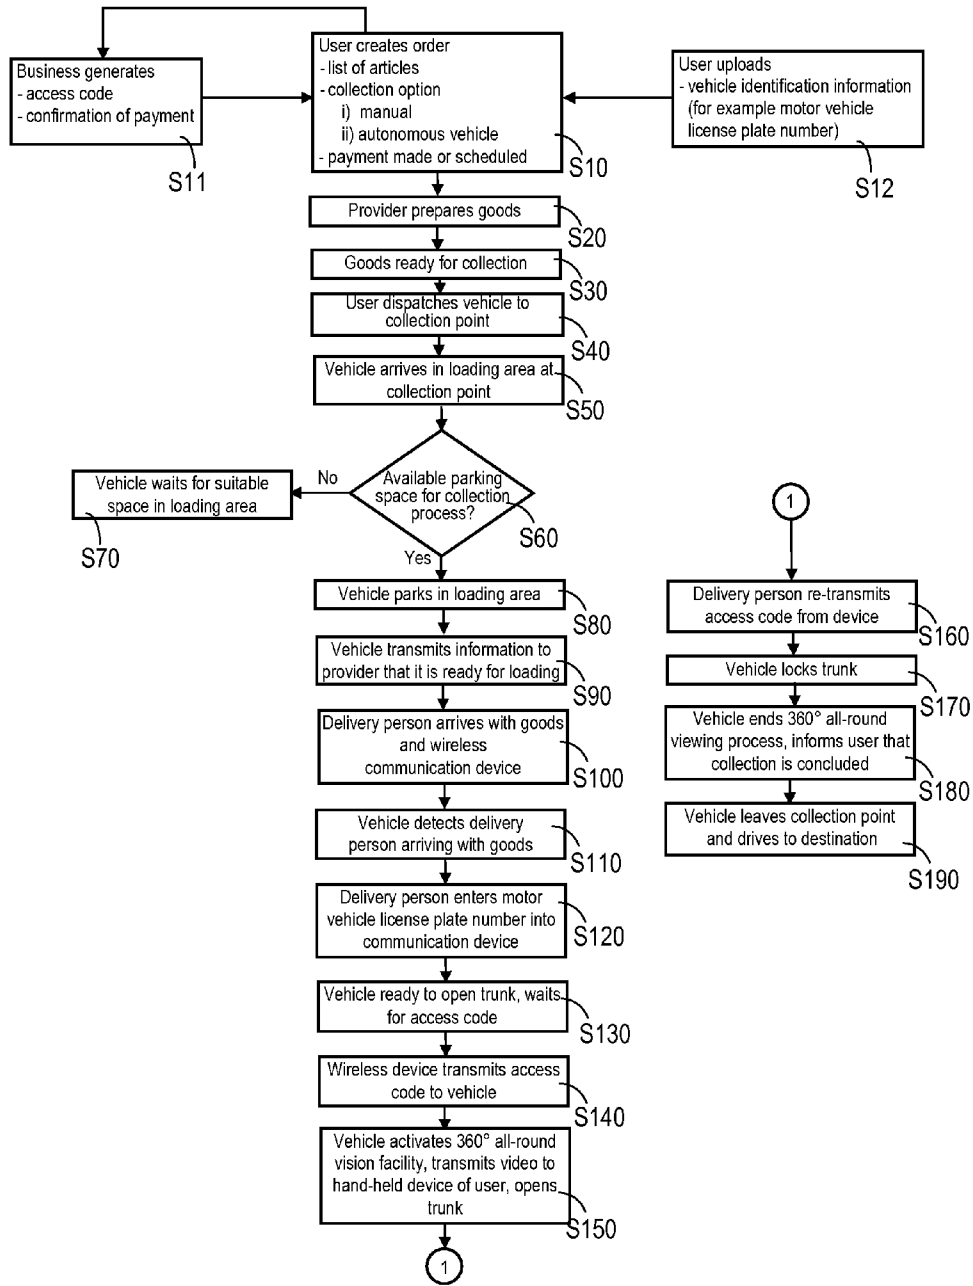 Business generates
- access code
- confirmation of payment
S11
User creates order
- list of articles
- collection option
i) manual
ii) autonomous vehicle
- payment made or scheduled
S10
User uploads
- vehicle identification information
(for example motor vehicle
license plate number)
S12
Provider prepares goods
S20
Goods ready for collection
S30
User dispatches vehicle to
collection point
S40
Vehicle arrives in loading area at
collection point
S50
Available parking
space for collection
process?
S60
No
Vehicle waits for suitable
space in loading area
S70
Yes
Vehicle parks in loading area
S80
Vehicle transmits information to
provider that it is ready for loading
S90
Delivery person arrives with goods
and wireless
communication device
S100
Vehicle detects delivery
person arriving with goods
S110
Delivery person enters motor
vehicle license plate number into
communication device
S120
Vehicle ready to open trunk, waits
for access code
S130
Wireless device transmits access
code to vehicle
S140
Vehicle activates 360° all-round
vision facility, transmits video to
hand-held device of user, opens
trunk
S150
1
1
Delivery person re-transmits
access code from device
S160
Vehicle locks trunk
S170
Vehicle ends 360° all-round
viewing process, informs user that
collection is concluded
S180
Vehicle leaves collection point
and drives to destination
S190